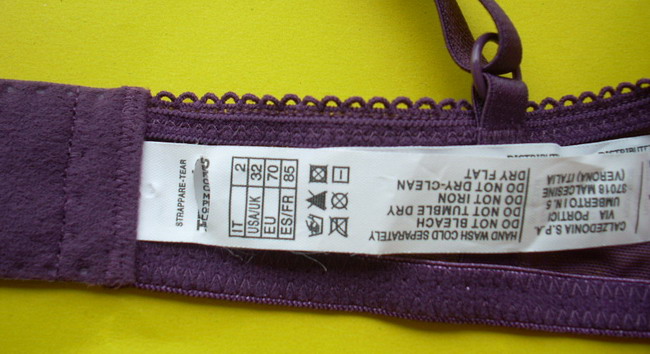 STRAPPARE-TEAR
IT 2
USA/UK 32
EU 70
ES/FR 85
HAND WASH COLD SEPARATELY
DO NOT BLEACH
DO NOT TUMBLE DRY
DO NOT IRON
DO NOT DRY-CLEAN
DRY FLAT
CALZEDONIA S.P.A.
VIA PORTICI
UMBERTO I N.5
37018 MALCESINE
(VERONA) ITALIA